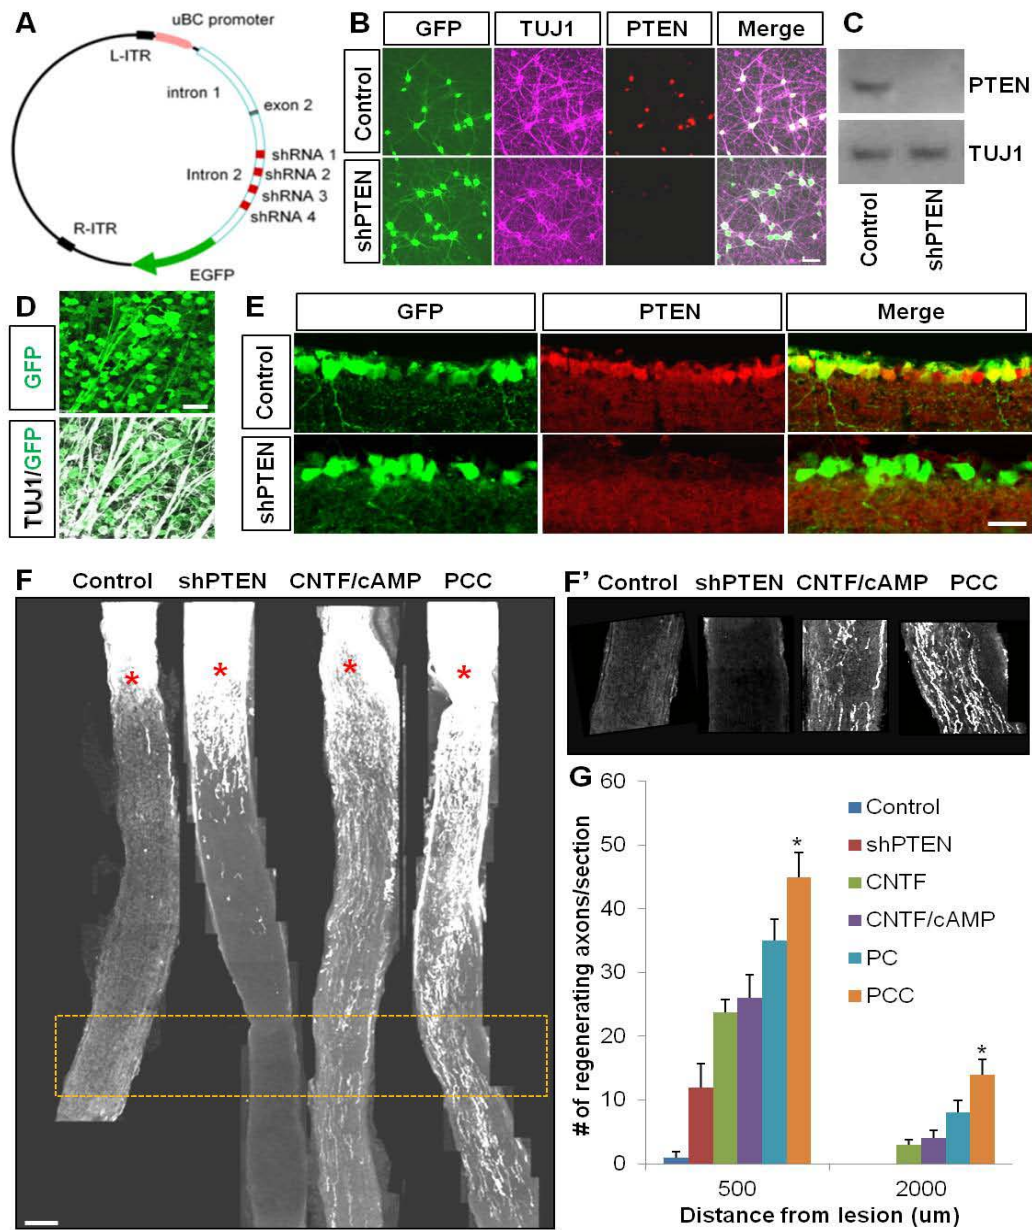 A
uBC promoter
L-ITR
intron 1
exon 2
shRNA 1
Intron 2
shRNA 2
shRNA 3
shRNA 4
R-ITR
EGFP
B
GFP TUJ1 PTEN Merge
Control
shPTEN
C
PTEN
TUJ1
Control
shPTEN
D
GFP
TUJ1/GFP
E
GFP PTEN Merge
Control
shPTEN
F
Control shPTEN CNTF/cAMP PCC
* * * *
F'
Control shPTEN CNTF/cAMP PCC
G
# of regenerating axons/section
60
50
40
30
20
10
0
Control
shPTEN
CNTF
CNTF/cAMP
PC
PCC
*
*
500 2000
Distance from lesion (um)